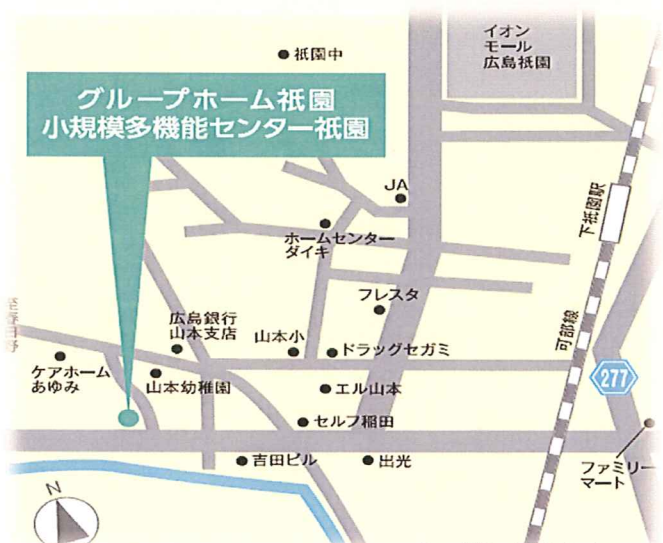 イオン
モール
広島祇園
祇園中
グループホーム祇園
小規模多機能センター祇園
JA
下祇園駅
ホームセンター
ダイキ
フレスタ
至春日野
広島銀行
山本支店
山本小
ドラッグセガミ
可部線
ケアホーム
あゆみ
山本幼稚園
エル山本
277
セルフ稲田
吉田ビル
出光
ファミリー
マート
N